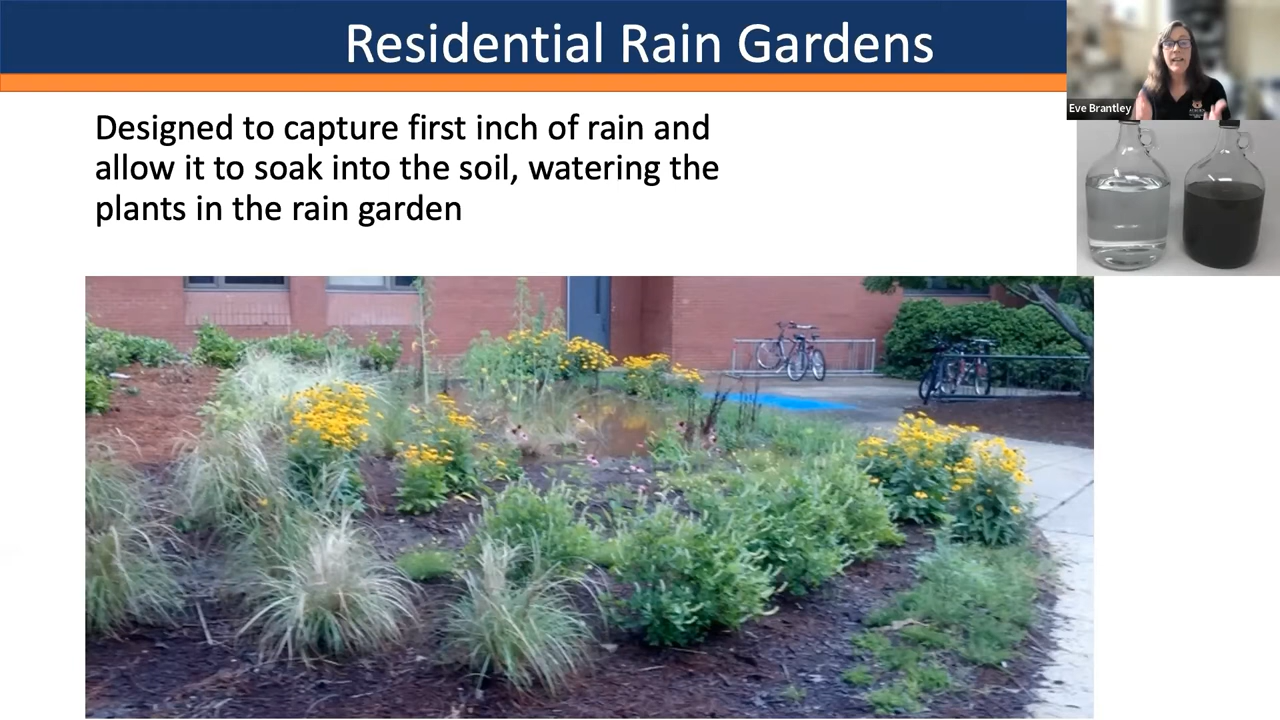 Residential Rain Gardens
Eve Brantley
Designed to capture first inch of rain and
allow it to soak into the soil, watering the
plants in the rain garden